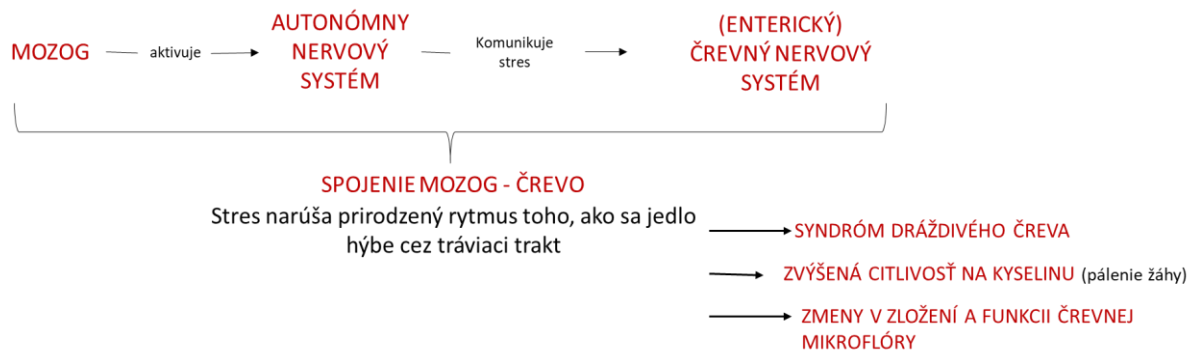 MOZOG
aktivuje
AUTONÓMNY
NERVOVÝ
SYSTÉM
Komunikuje
stres
(ENTERICKÝ)
ČREVNÝ NERVOVÝ
SYSTÉM
SPOJENIE MOZOG - ČREVO
Stres narúša prirodzený rytmus toho, ako sa jedlo
hýbe cez tráviaci trakt
SYNDRÓM DRÁŽDIVÉHO ČREVA
ZVÝŠENÁ CITLIVOSŤ NA KYSELINU (pálenie žáhy)
ZMENY V ZLOŽENÍ A FUNKCII ČREVNEJ
MIKROFLÓRY